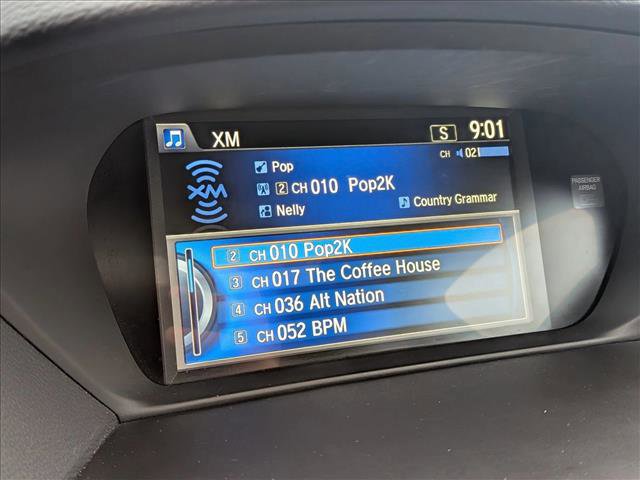 XM S 9:01
CH 021
Pop
XM 2 CH 010 Pop2K
Nelly Country Grammar
PASSENGER
AIRBAG
2 CH 010 Pop2K
3 CH 017 The Coffee House
4 CH 036 Alt Nation
5 CH 052 BPM